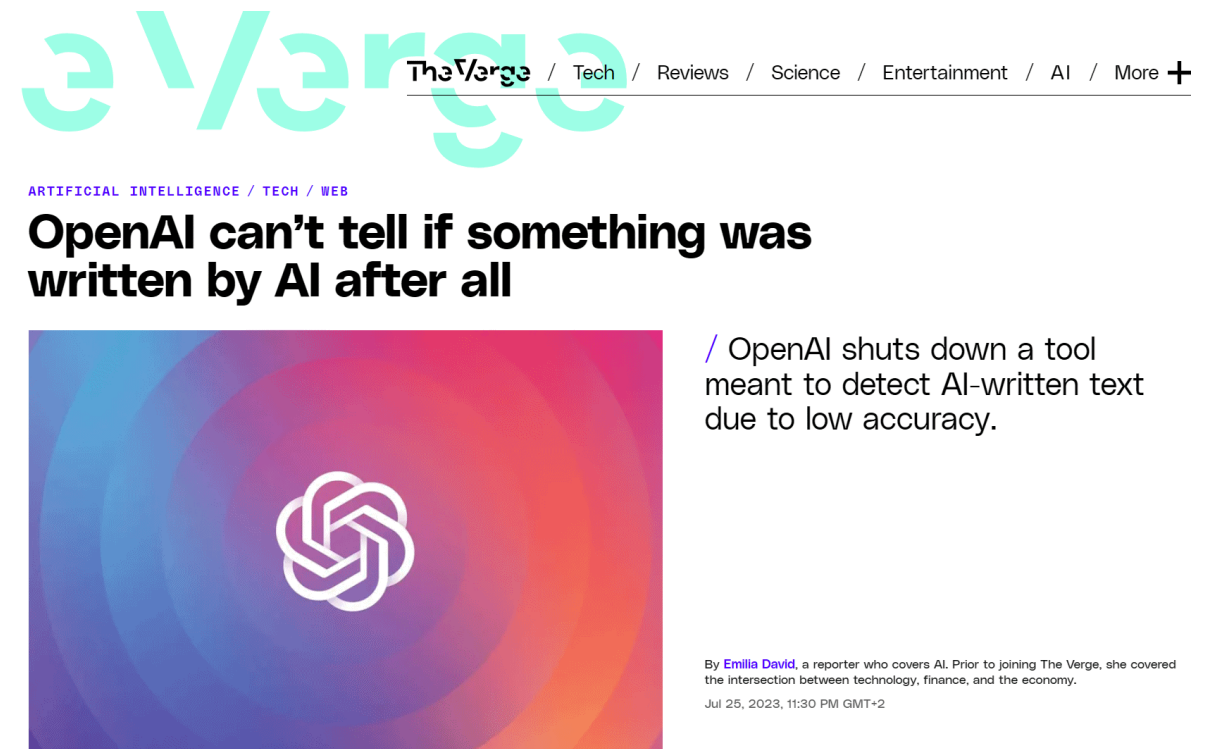 e Verge
The Verge / Tech / Reviews / Science / Entertainment / AI / More +
ARTIFICIAL INTELLIGENCE / TECH / WEB
OpenAI can’t tell if something was
written by AI after all
/ OpenAI shuts down a tool
meant to detect AI-written text
due to low accuracy.
By Emilia David, a reporter who covers AI. Prior to joining The Verge, she covered
the intersection between technology, finance, and the economy.
Jul 25, 2023, 11:30 PM GMT+2